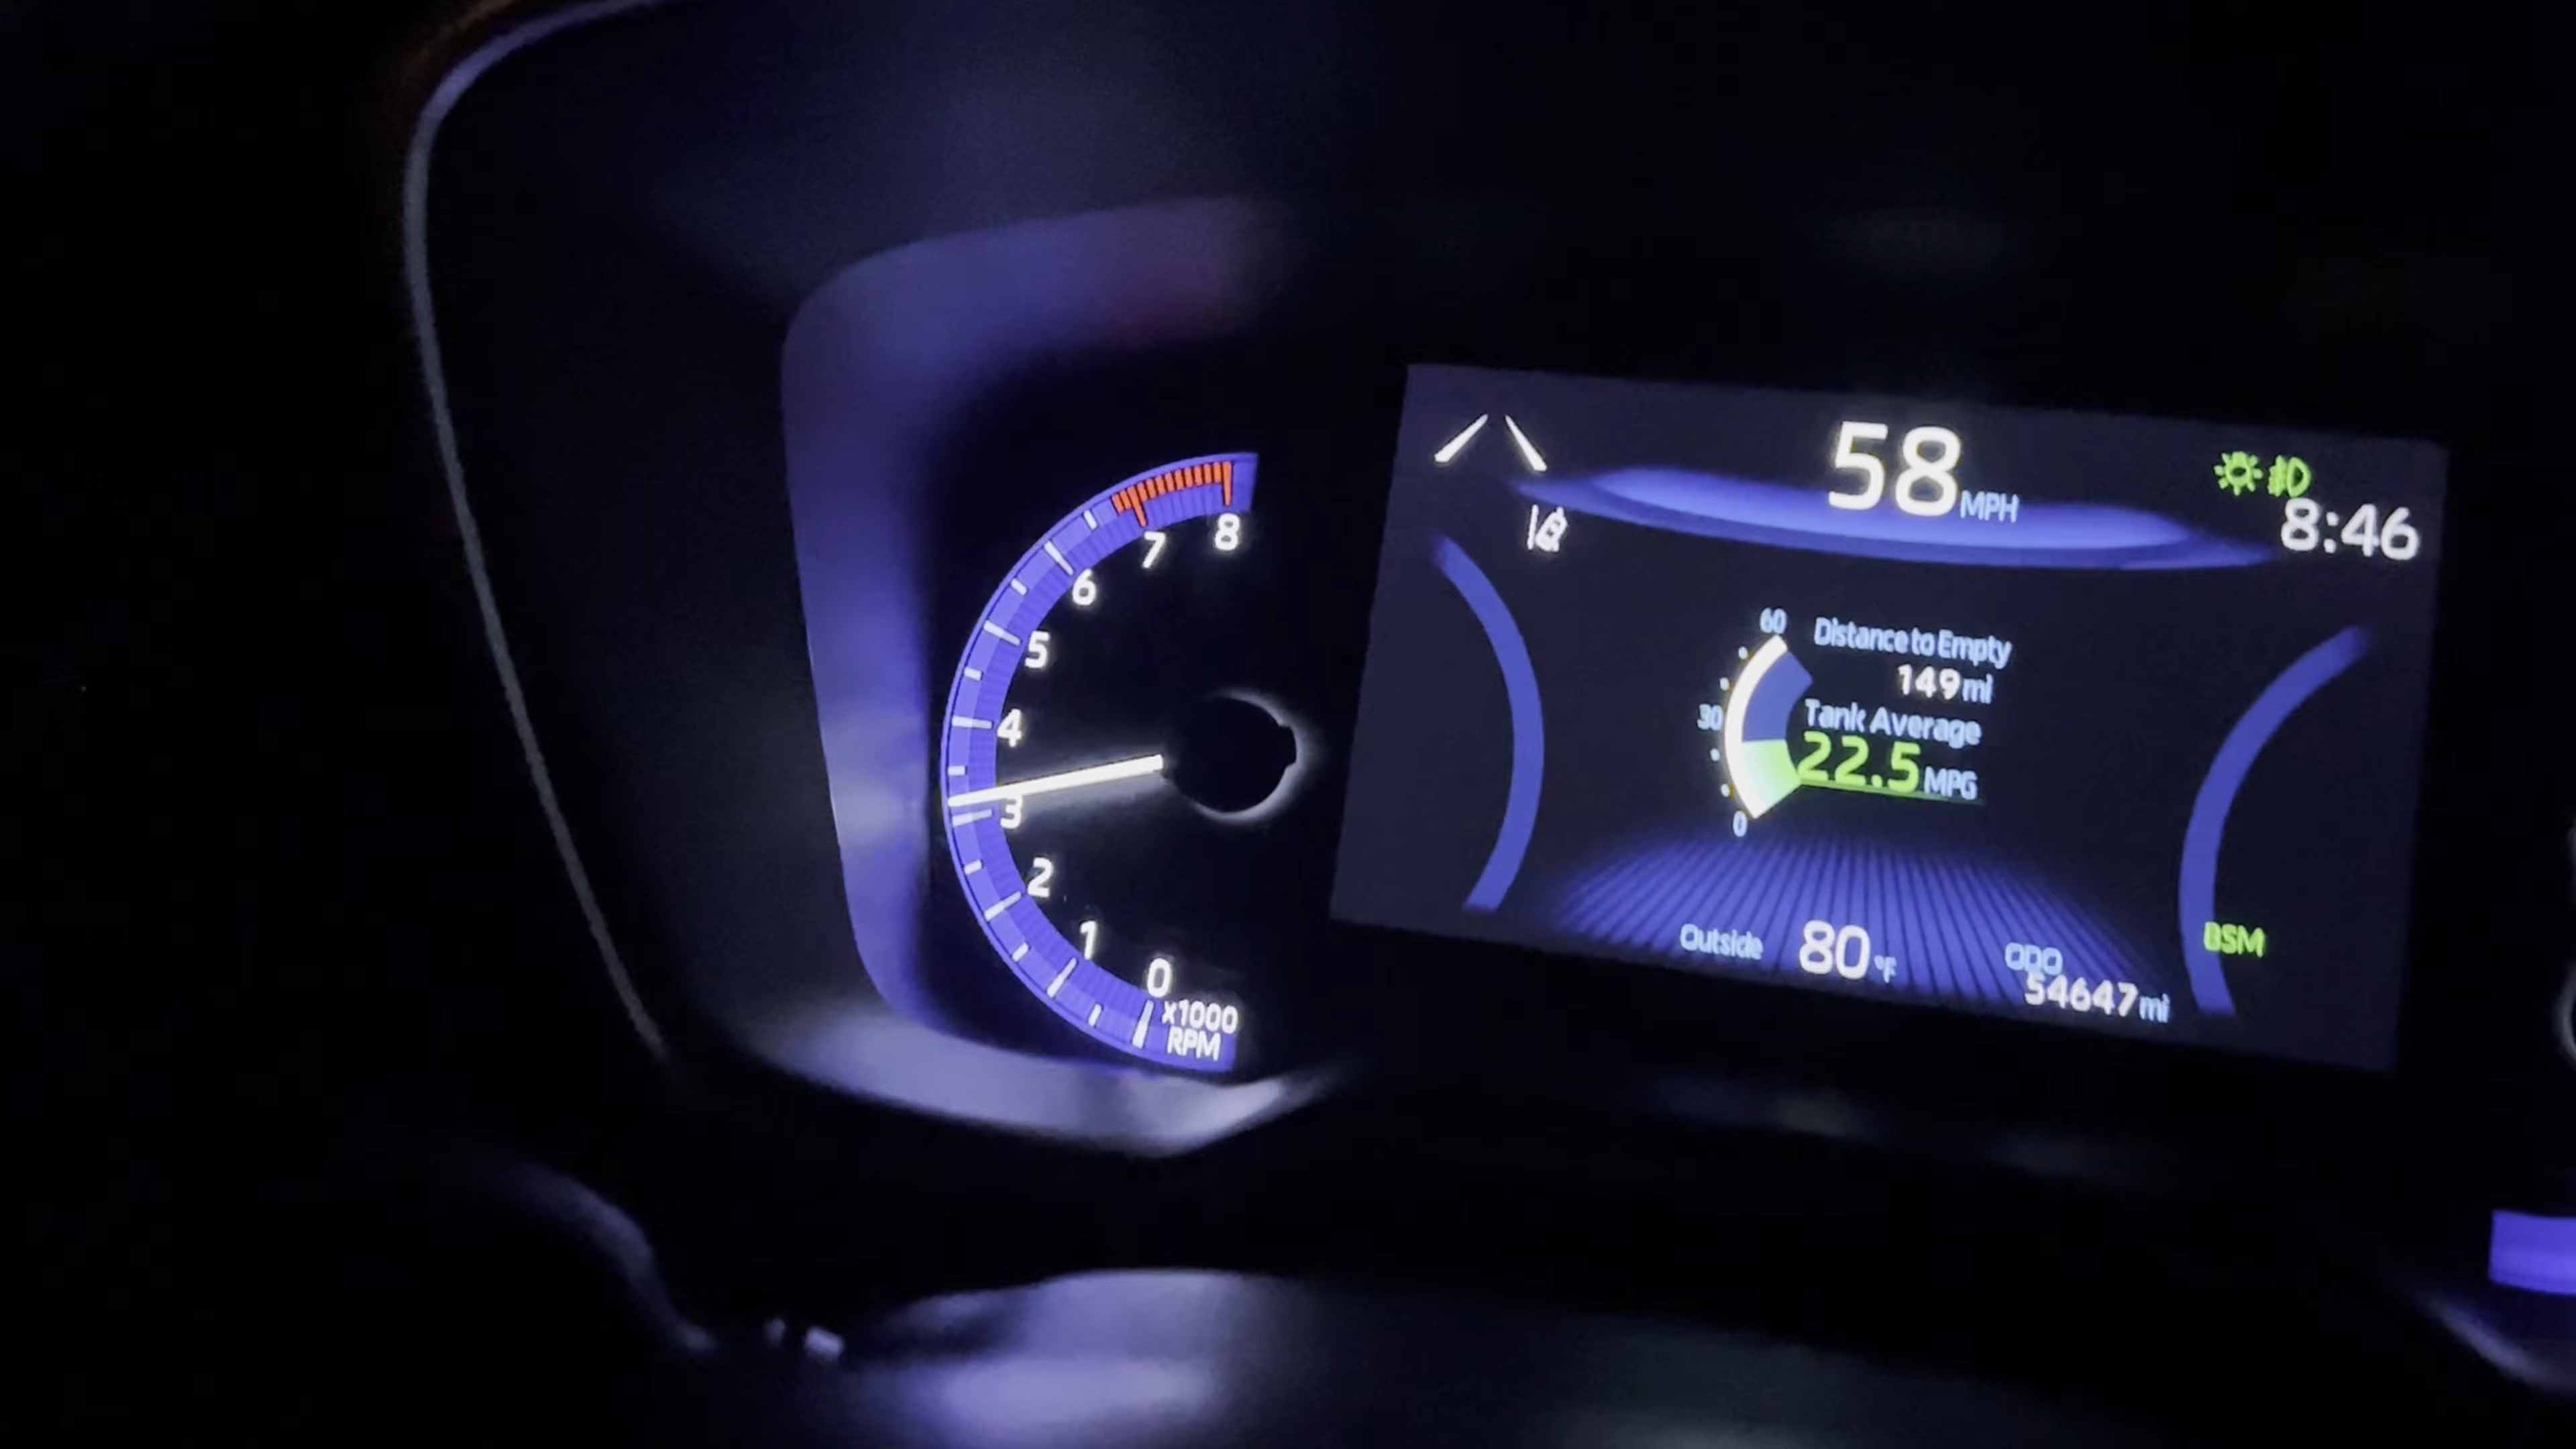 8
7
6
5
4
3
2
1
0
x1000
RPM
58 MPH
8:46
60
Distance to Empty
149 mi
30
Tank Average
22.5 MPG
0
Outside 80 °F
ODO
54647 mi
BSM